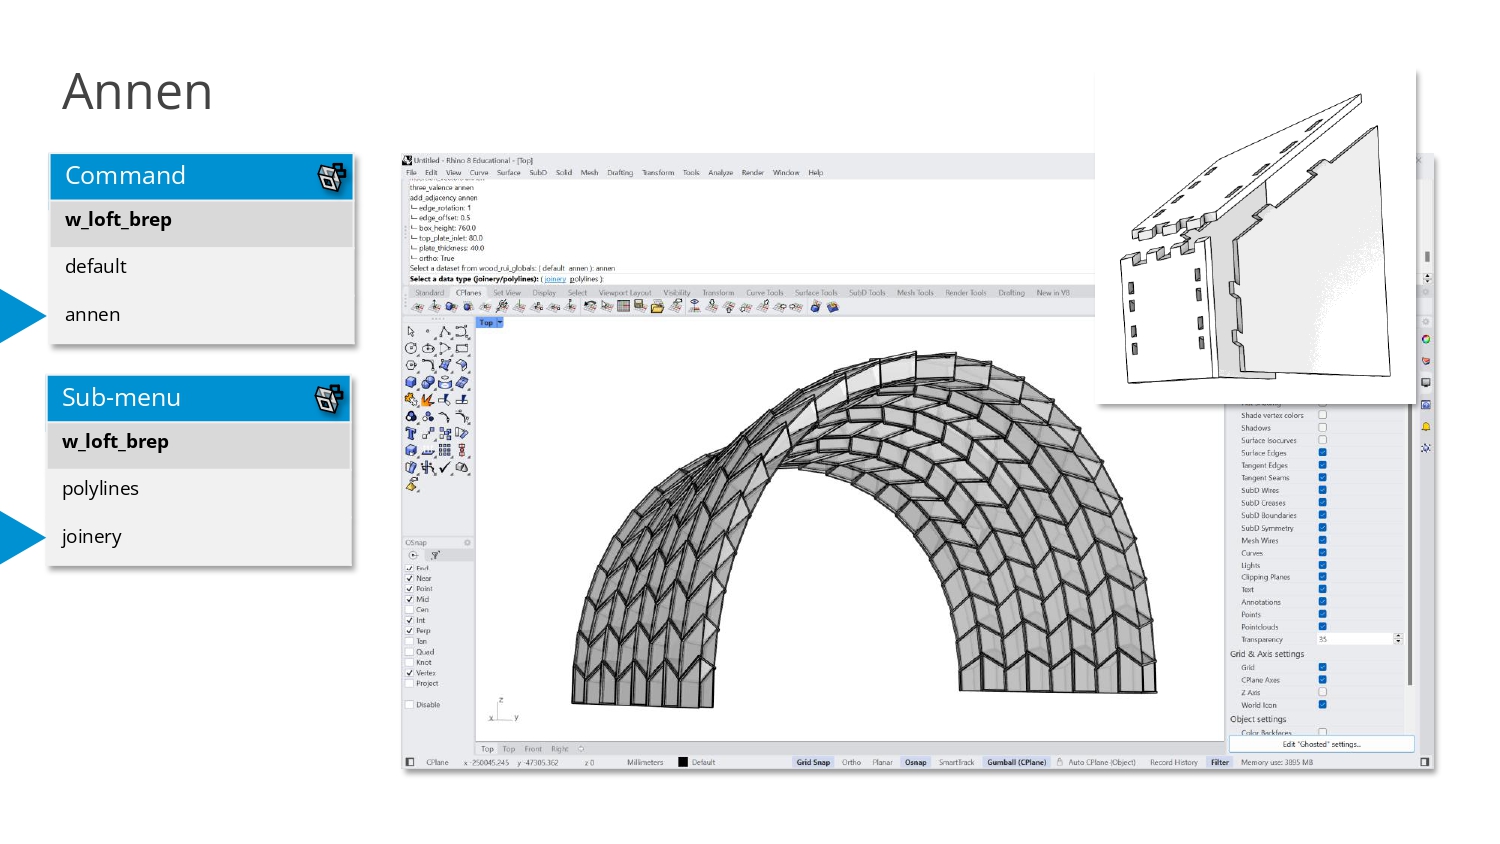 Annen
Command
w_loft_brep
default
annen
Sub-menu
w_loft_brep
polylines
joinery
Untitled - Rhino 8 Educational - [Top]
File Edit View Curve Surface SubD Solid Mesh Drafting Transform Tools Analyze Render Window Help
three_valence annen
add_adjacency annen
edge_rotation: 1
edge_offset: 0.5
box_height: 760.0
top_plate_inlet: 80.0
plate_thickness: 40.0
ortho: True
Select a dataset from wood_rui_globals: ( default annen ): annen
Select a data type (joinery/polylines): ( joinery polylines ):
Standard CPlanes Set View Display Select Viewport Layout Visibility Transform Curve Tools Surface Tools Solid Tools SubD Tools Mesh Tools Render Tools Drafting New in V8
Top
OSnap
End
Near
Point
Mid
Cen
Int
Perp
Tan
Quad
Knot
Vertex
Project
Disable
z
x y
Shade vertex colors
Shadows
Surface Isocurves
Surface Edges
Tangent Edges
Tangent Seams
SubD Wires
SubD Creases
SubD Boundaries
SubD Symmetry
Mesh Wires
Curves
Lights
Clipping Planes
Text
Annotations
Points
Pointclouds
Transparency 35
Grid & Axis settings
Grid
CPlane Axes
Z Axis
World Icon
Object settings
Color Backfaces
Edit "Ghosted" settings...
Top Top Front Right
CPlane x -250045.245 y -47305.362 z 0 Millimeters Default Grid Snap Ortho Planar Osnap SmartTrack Gumball (CPlane) Auto CPlane (Object) Record History Filter Memory use: 3895 MB